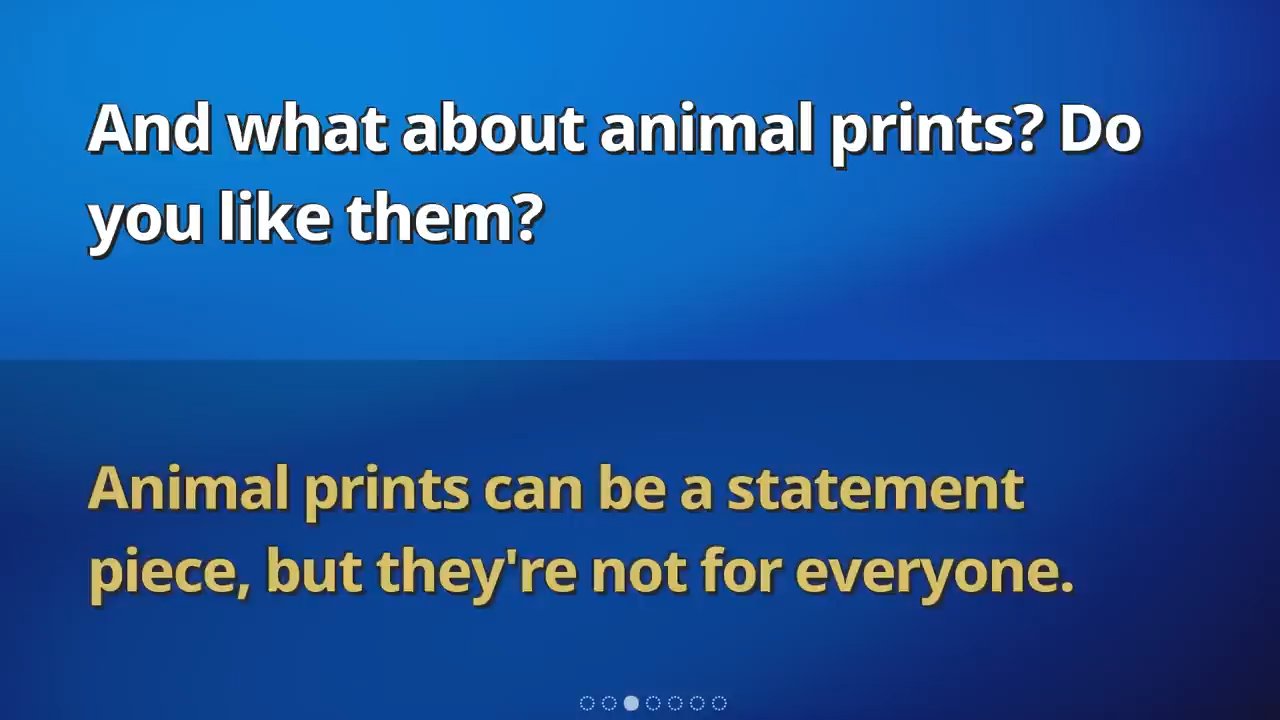 And what about animal prints? Do
you like them?
Animal prints can be a statement
piece, but they're not for everyone.